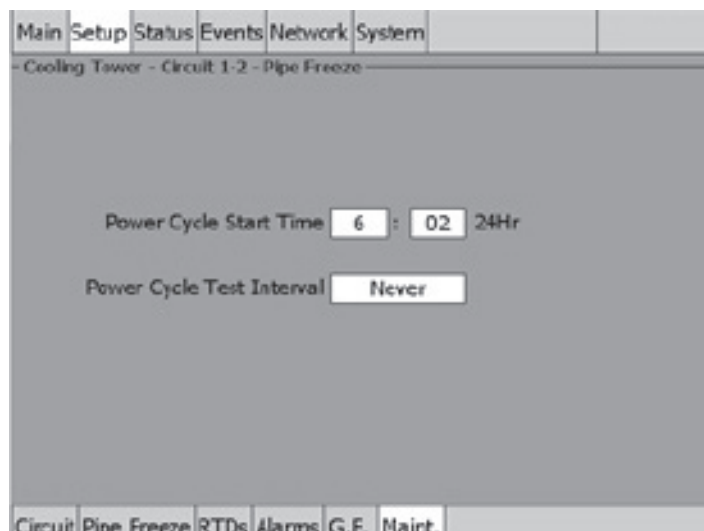 Main Setup Status Events Network System
Cooling Tower - Circuit 1-2 - Pipe Freeze
Power Cycle Start Time 6 : 02 24Hr
Power Cycle Test Interval Never
Circuit Pipe Freeze RTDs Alarms G.F. Maint.